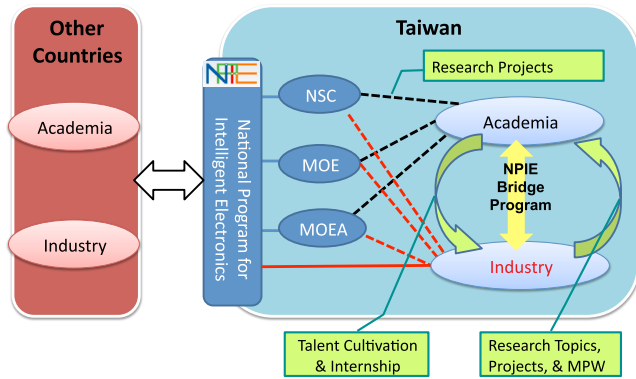 Other
Countries
Academia
Industry
Taiwan
NPIE
National Program for
Intelligent Electronics
NSC
MOE
MOEA
Research Projects
Academia
NPIE
Bridge
Program
Industry
Talent Cultivation
& Internship
Research Topics,
Projects, & MPW